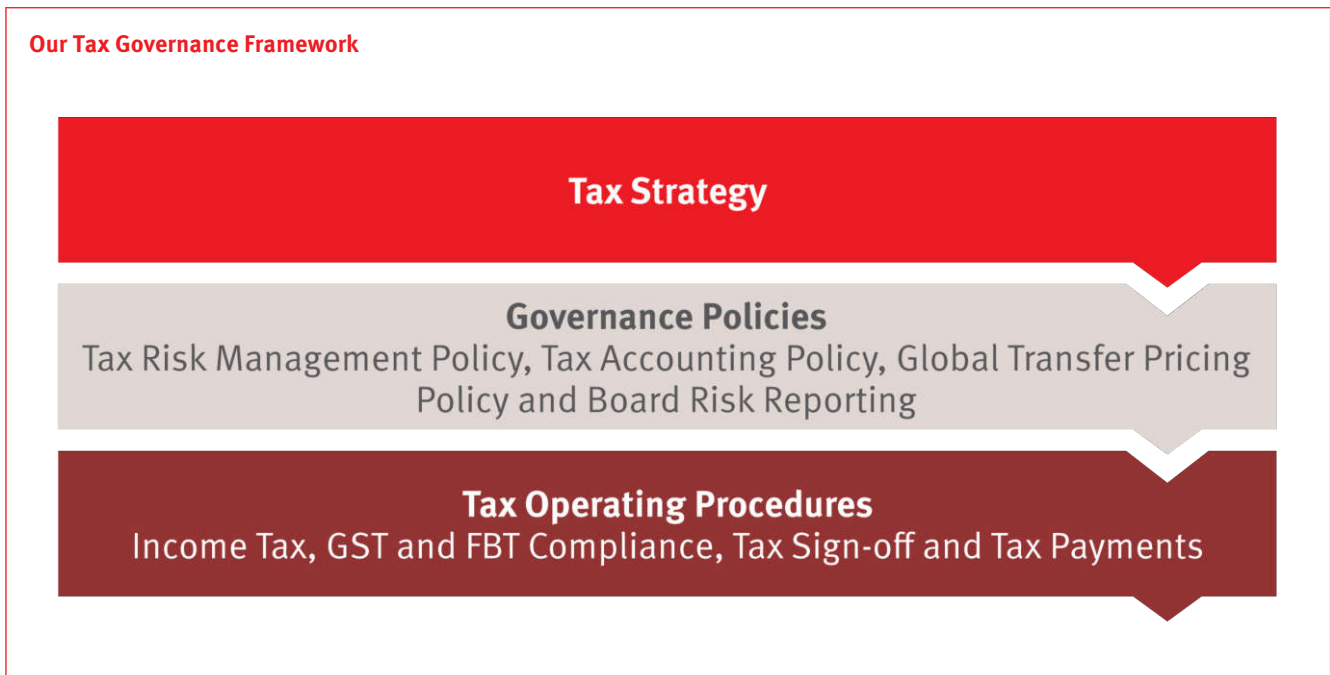 Our Tax Governance Framework
Tax Strategy
Governance Policies
Tax Risk Management Policy, Tax Accounting Policy, Global Transfer Pricing
Policy and Board Risk Reporting
Tax Operating Procedures
Income Tax, GST and FBT Compliance, Tax Sign-off and Tax Payments